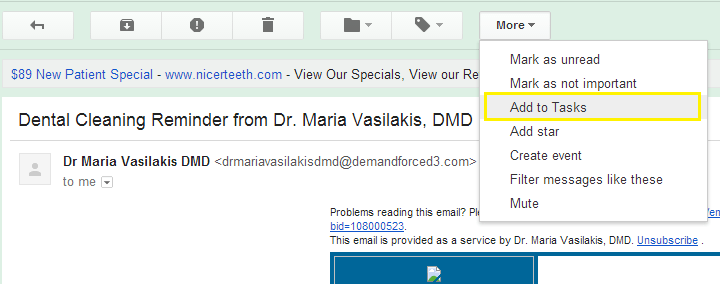 More
$89 New Patient Special - www.nicerteeth.com - View Our Specials, View our Re
Mark as unread
Mark as not important
Add to Tasks
Add star
Create event
Filter messages like these
Mute
Dental Cleaning Reminder from Dr. Maria Vasilakis, DMD
Dr Maria Vasilakis DMD <drmariavasilakisdmd@demandforced3.com>
to me
Problems reading this email?
bid=108000523.
This email is provided as a service by Dr. Maria Vasilakis, DMD. Unsubscribe .